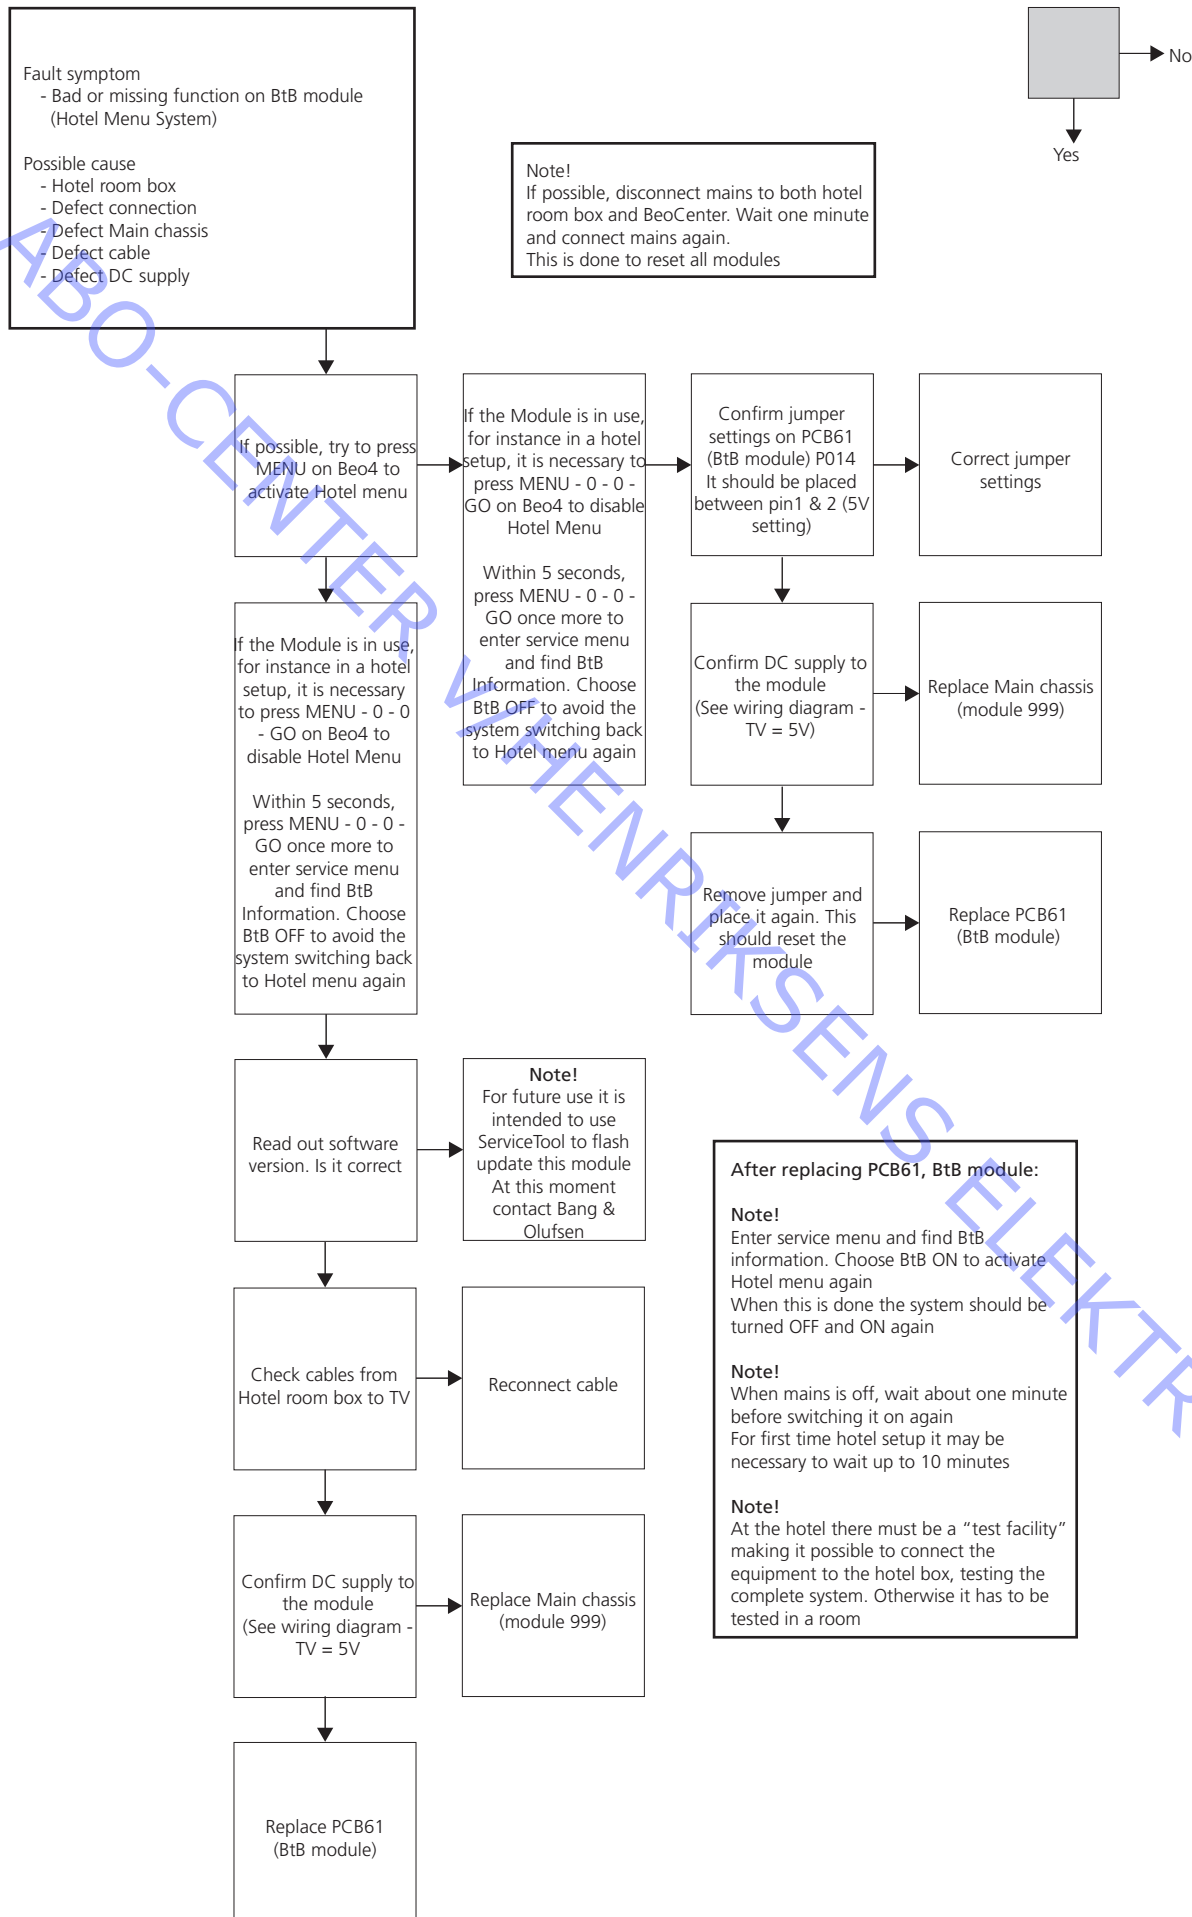 Fault symptom
- Bad or missing function on BtB module
(Hotel Menu System)
Possible cause
- Hotel room box
- Defect connection
- Defect Main chassis
- Defect cable
- Defect DC supply
No
Yes
Note!
If possible, disconnect mains to both hotel
room box and BeoCenter. Wait one minute
and connect mains again.
This is done to reset all modules
If possible, try to press
MENU on Beo4 to
activate Hotel menu
If the Module is in use,
for instance in a hotel
setup, it is necessary to
press MENU - 0 - 0 -
GO on Beo4 to disable
Hotel Menu
Within 5 seconds,
press MENU - 0 - 0 -
GO once more to
enter service menu
and find BtB
Information. Choose
BtB OFF to avoid the
system switching back
to Hotel menu again
Confirm jumper
settings on PCB61
(BtB module) P014
It should be placed
between pin1 & 2 (5V
setting)
Correct jumper
settings
If the Module is in use,
for instance in a hotel
setup, it is necessary
to press MENU - 0 - 0
- GO on Beo4 to
disable Hotel Menu
Within 5 seconds,
press MENU - 0 - 0 -
GO once more to
enter service menu
and find BtB
Information. Choose
BtB OFF to avoid the
system switching back
to Hotel menu again
Confirm DC supply to
the module
(See wiring diagram -
TV = 5V)
Replace Main chassis
(module 999)
Remove jumper and
place it again. This
should reset the
module
Replace PCB61
(BtB module)
Read out software
version. Is it correct
Note!
For future use it is
intended to use
ServiceTool to flash
update this module
At this moment
contact Bang &
Olufsen
Check cables from
Hotel room box to TV
Reconnect cable
Confirm DC supply to
the module
(See wiring diagram -
TV = 5V
Replace Main chassis
(module 999)
Replace PCB61
(BtB module)
After replacing PCB61, BtB module:
Note!
Enter service menu and find BtB
information. Choose BtB ON to activate
Hotel menu again
When this is done the system should be
turned OFF and ON again
Note!
When mains is off, wait about one minute
before switching it on again
For first time hotel setup it may be
necessary to wait up to 10 minutes
Note!
At the hotel there must be a “test facility”
making it possible to connect the
equipment to the hotel box, testing the
complete system. Otherwise it has to be
tested in a room
ABO-CENTER V/HENRIKSENS ELEKTR